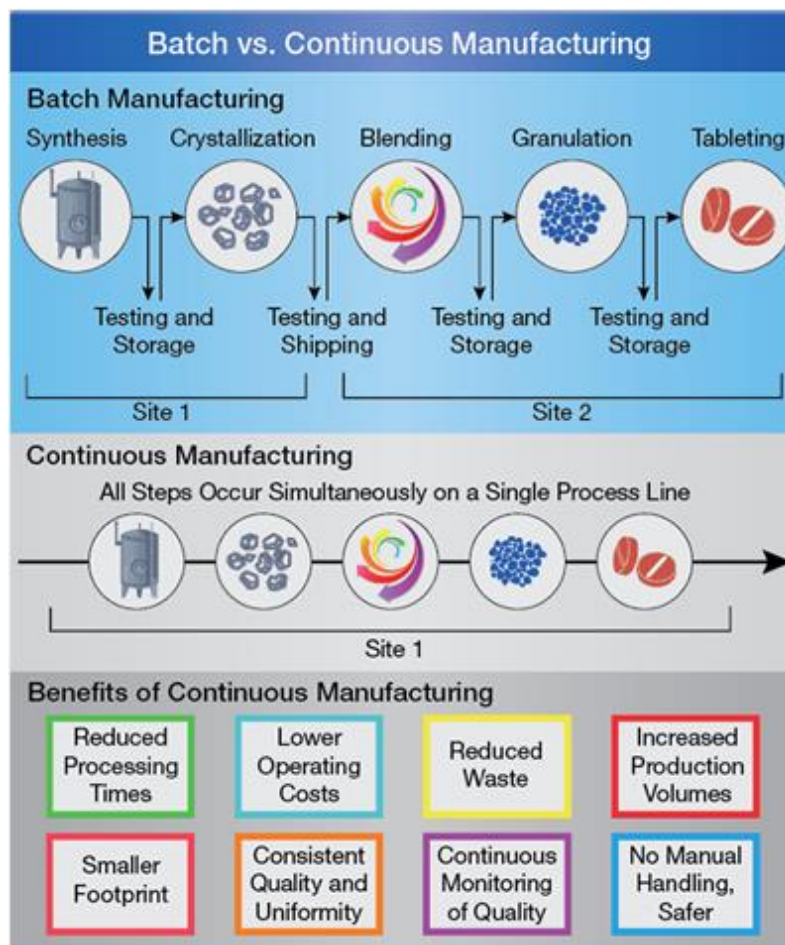 Batch vs. Continuous Manufacturing
Batch Manufacturing
Synthesis Crystallization Blending Granulation Tableting
Testing and
Storage
Testing and
Shipping
Testing and
Storage
Testing and
Storage
Site 1
Site 2
Continuous Manufacturing
All Steps Occur Simultaneously on a Single Process Line
Site 1
Benefits of Continuous Manufacturing
Reduced
Processing
Times
Lower
Operating
Costs
Reduced
Waste
Increased
Production
Volumes
Smaller
Footprint
Consistent
Quality and
Uniformity
Continuous
Monitoring
of Quality
No Manual
Handling,
Safer